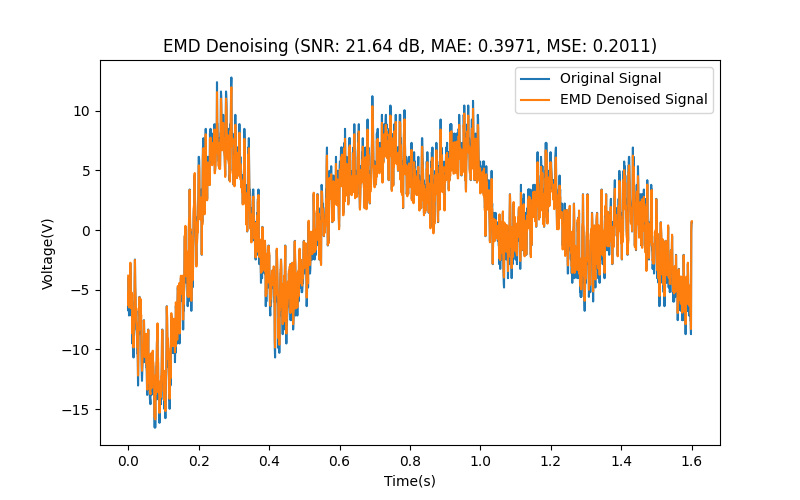 EMD Denoising (SNR: 21.64 dB, MAE: 0.3971, MSE: 0.2011)
Original Signal
EMD Denoised Signal
10
5
0
−5
−10
−15
Voltage(V)
0.0 0.2 0.4 0.6 0.8 1.0 1.2 1.4 1.6
Time(s)